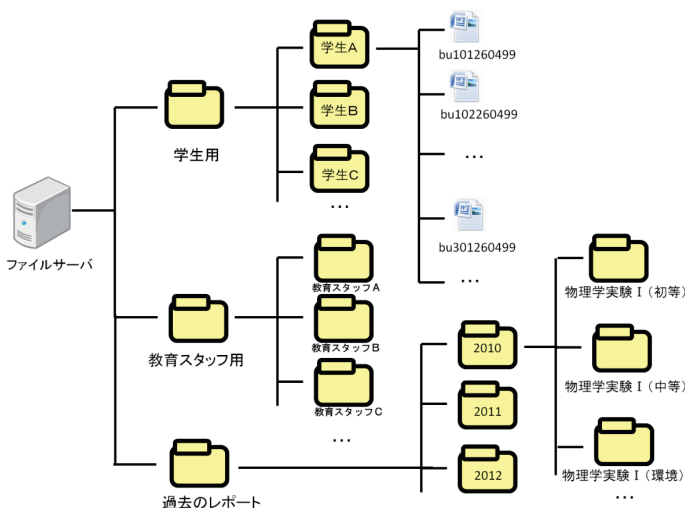 ファイルサーバ
学生用
学生A
学生B
学生C
…
bu101260499
bu102260499
…
bu301260499
…
教育スタッフ用
教育スタッフA
教育スタッフB
教育スタッフC
…
過去のレポート
2010
2011
2012
物理学実験Ⅰ（初等）
物理学実験Ⅰ（中等）
物理学実験Ⅰ（環境）
…